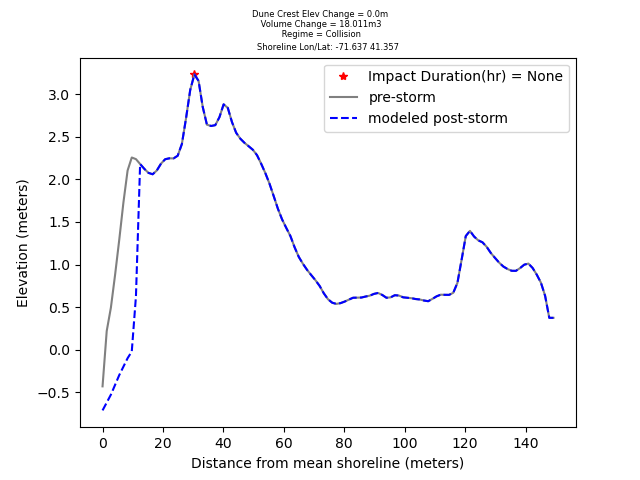 Dune Crest Elev Change = 0.0m
Volume Change = 18.011m3
Regime = Collision
Shoreline Lon/Lat: -71.637 41.357
Impact Duration(hr) = None
pre-storm
modeled post-storm
Elevation (meters)
3.0
2.5
2.0
1.5
1.0
0.5
0.0
−0.5
0 20 40 60 80 100 120 140
Distance from mean shoreline (meters)